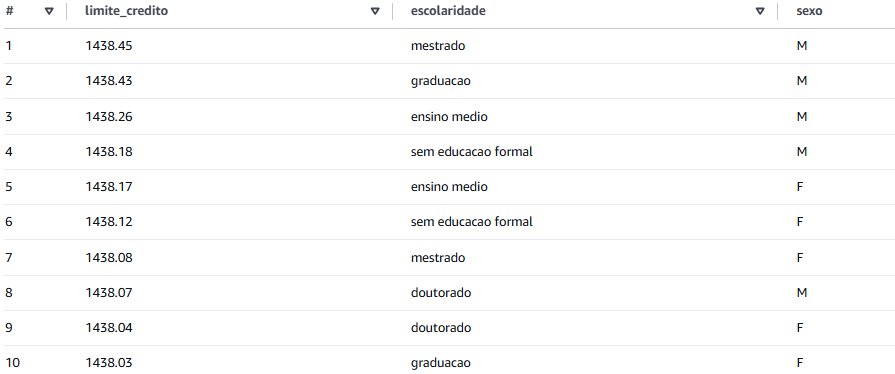 # limite_credito escolaridade sexo
1 1438.45 mestrado M
2 1438.43 graduacao M
3 1438.26 ensino medio M
4 1438.18 sem educacao formal M
5 1438.17 ensino medio F
6 1438.12 sem educacao formal F
7 1438.08 mestrado F
8 1438.07 doutorado M
9 1438.04 doutorado F
10 1438.03 graduacao F